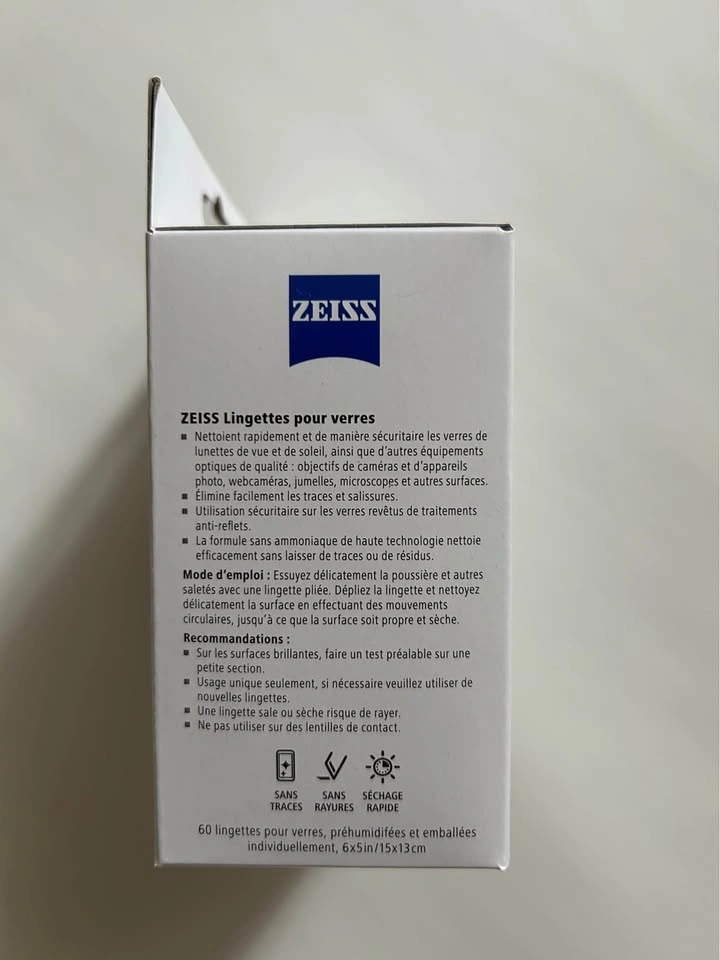 ZEISS
ZEISS Lingettes pour verres
▪ Nettoient rapidement et de manière sécuritaire les verres de
lunettes de vue et de soleil, ainsi que d'autres équipements
optiques de qualité : objectifs de caméras et d'appareils
photo, webcaméras, jumelles, microscopes et autres surfaces.
▪ Élimine facilement les traces et salissures.
▪ Utilisation sécuritaire sur les verres revêtus de traitements
anti-reflets.
▪ La formule sans ammoniaque de haute technologie nettoie
efficacement sans laisser de traces ou de résidus.
Mode d'emploi : Essuyez délicatement la poussière et autres
saletés avec une lingette pliée. Dépliez la lingette et nettoyez
délicatement la surface en effectuant des mouvements
circulaires, jusqu'à ce que la surface soit propre et sèche.
Recommandations :
▪ Sur les surfaces brillantes, faire un test préalable sur une
petite section.
▪ Usage unique seulement, si nécessaire veuillez utiliser de
nouvelles lingettes.
▪ Une lingette sale ou sèche risque de rayer.
▪ Ne pas utiliser sur des lentilles de contact.
SANS TRACES
SANS RAYURES
SÉCHAGE RAPIDE
60 lingettes pour verres, préhumidifées et emballées
individuellement, 6x5in/15x13cm